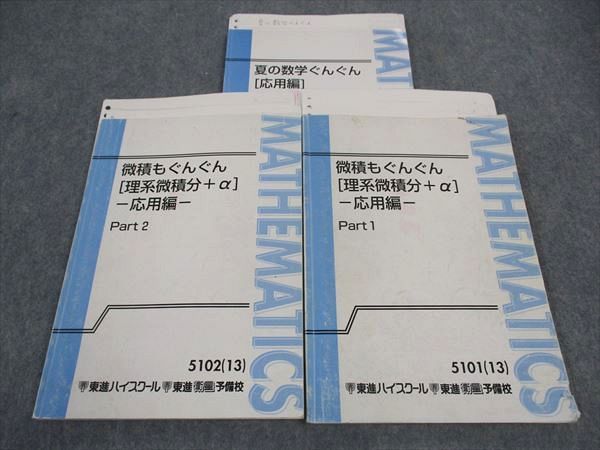 夏の数学ぐんぐん
[応用編]
MATHEMATICS
微積もぐんぐん
[理系微積分+α]
－応用編－
Part 2
5102(13)
東進ハイスクール 東進衛星予備校
MATHEMATICS
微積もぐんぐん
[理系微積分+α]
－応用編－
Part 1
5101(13)
東進ハイスクール 東進衛星予備校
MATHEMATICS